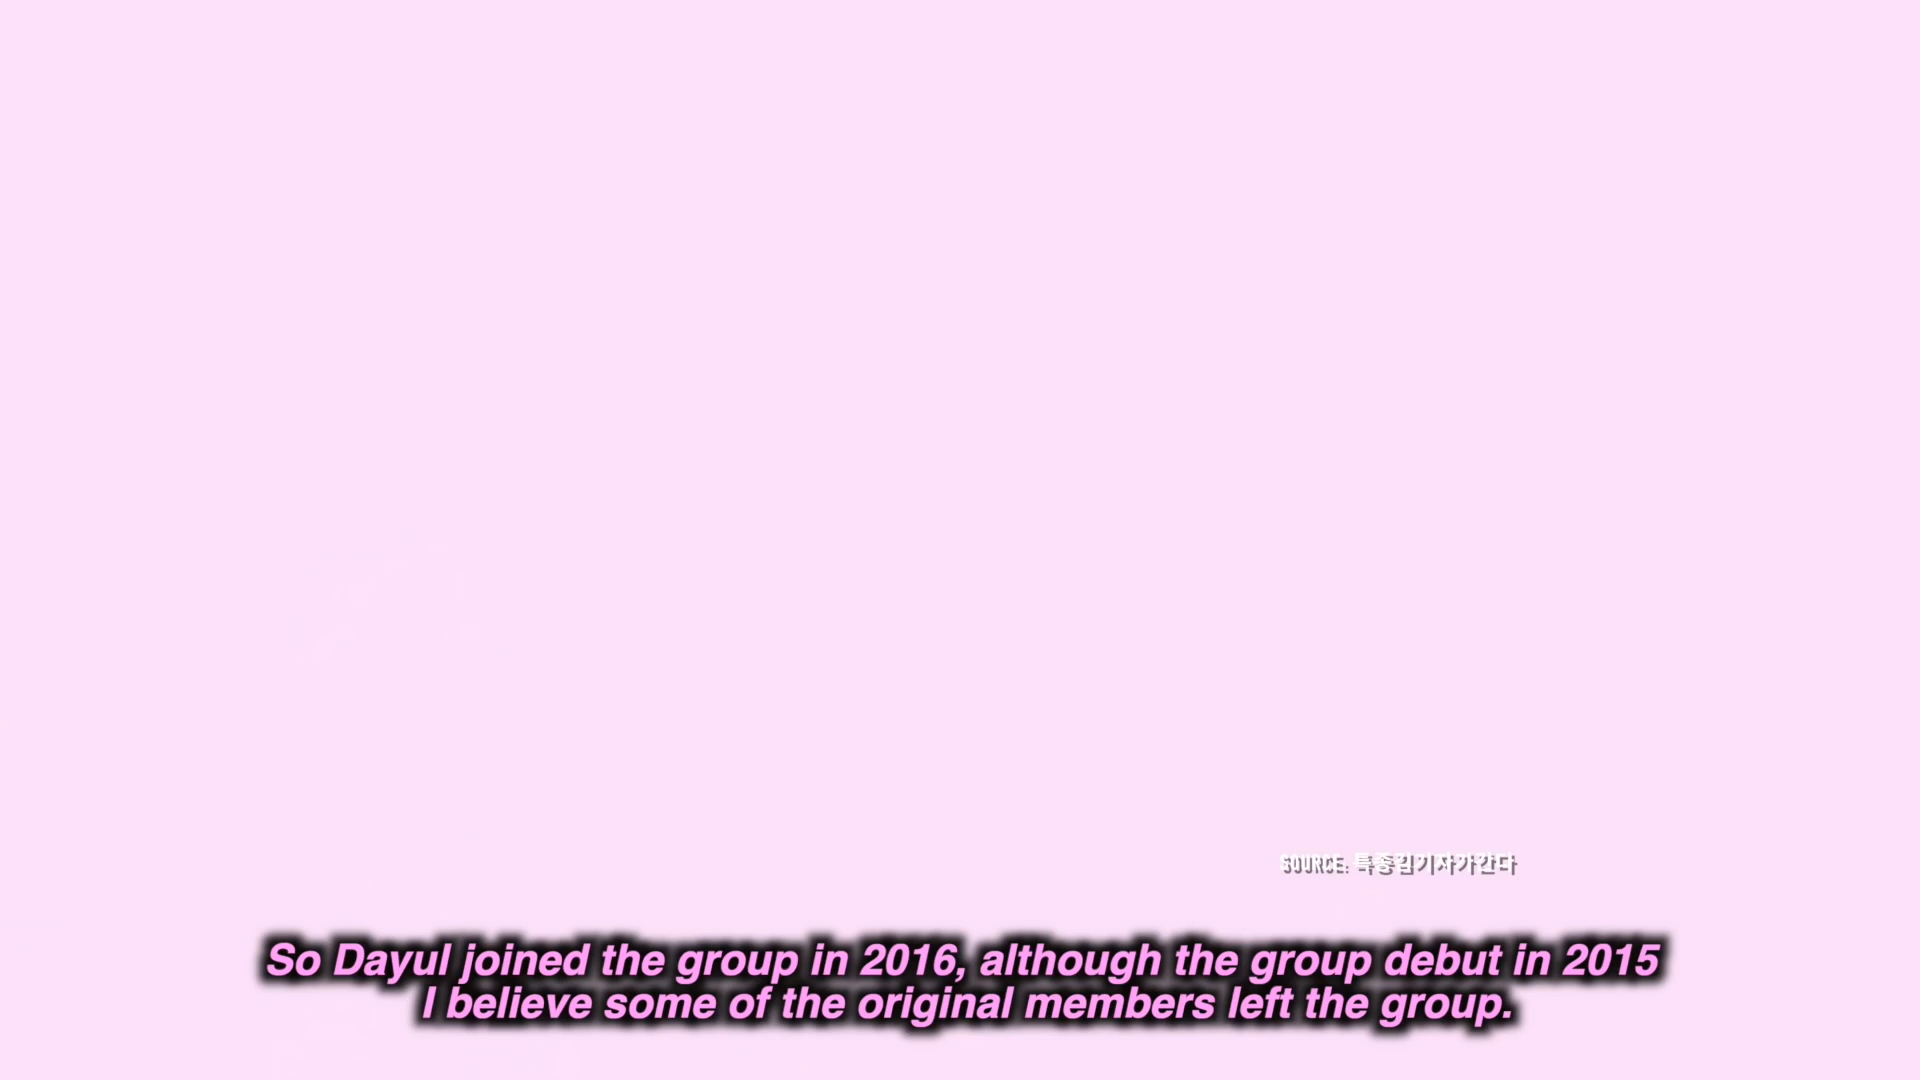 SOURCE: 특종김기자가간다
So Dayul joined the group in 2016, although the group debut in 2015
I believe some of the original members left the group.